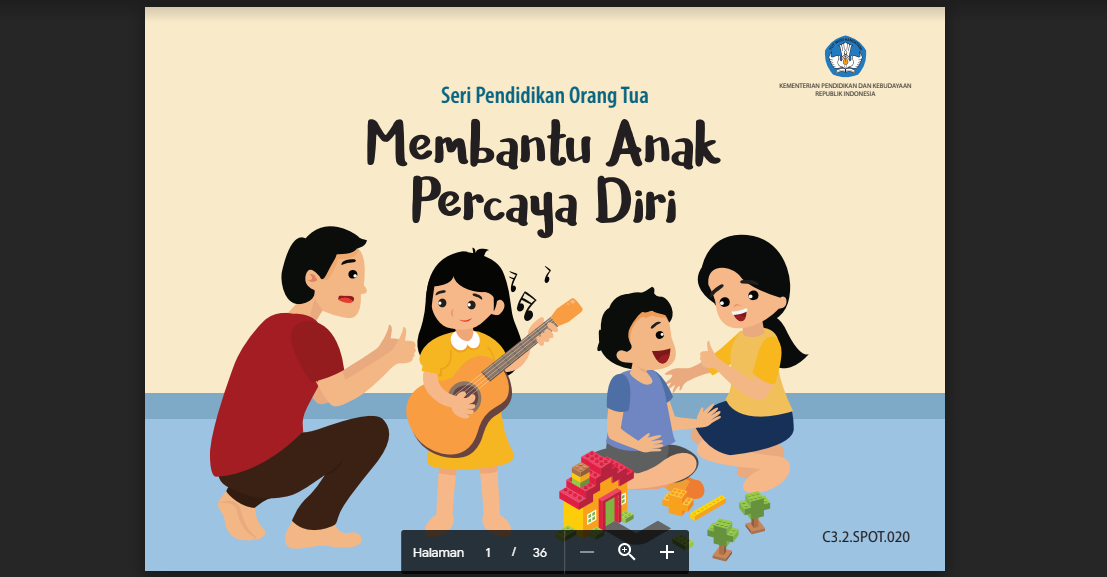 KEMENTERIAN PENDIDIKAN DAN KEBUDAYAAN
REPUBLIK INDONESIA
Seri Pendidikan Orang Tua
Membantu Anak
Percaya Diri
C3.2.SPOT.020
Halaman 1 / 36